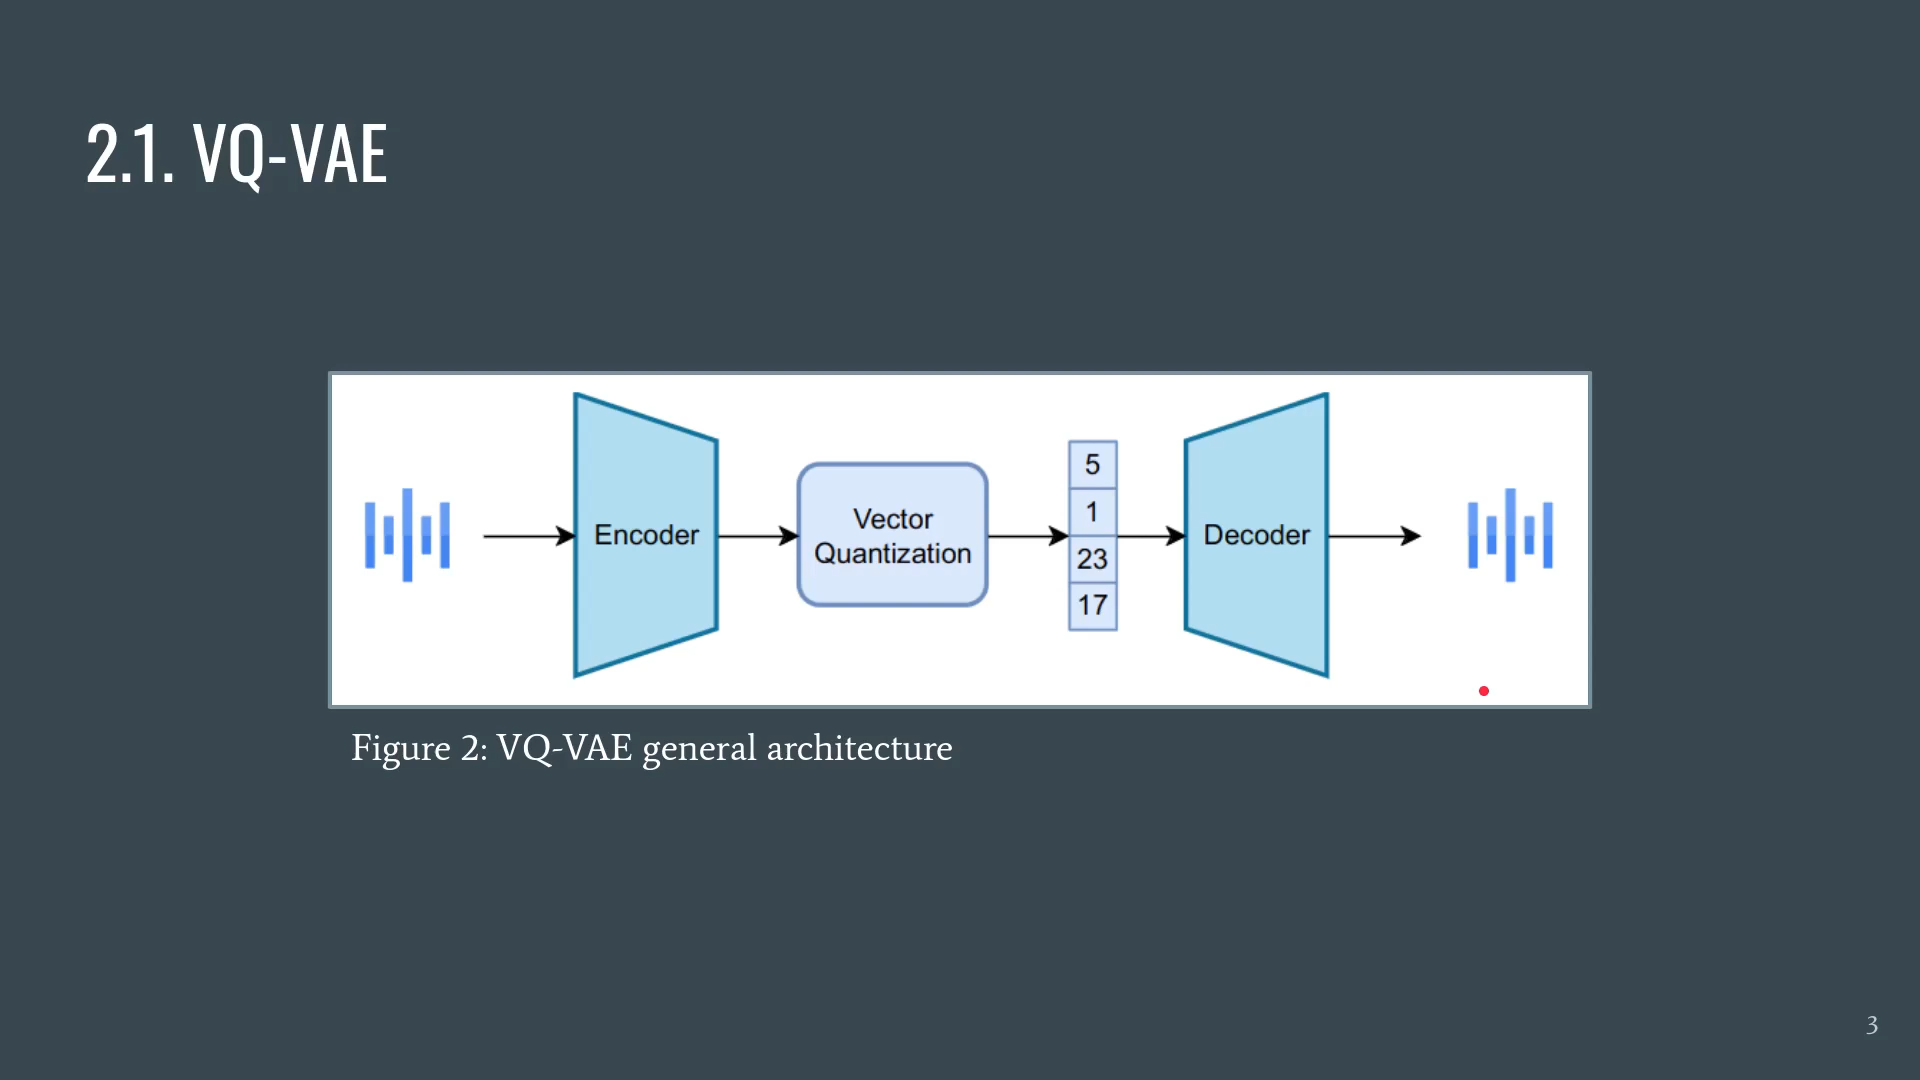 2.1. VQ-VAE
Encoder
Vector
Quantization
5
1
23
17
Decoder
Figure 2: VQ-VAE general architecture
3